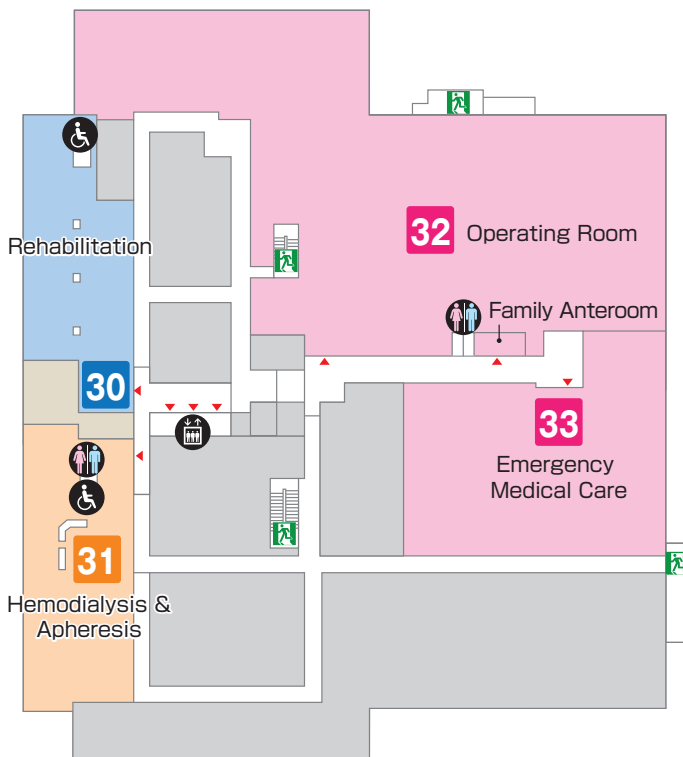 32
Operating Room
Rehabilitation
Family Anteroom
30
33
Emergency
Medical Care
31
Hemodialysis &
Apheresis